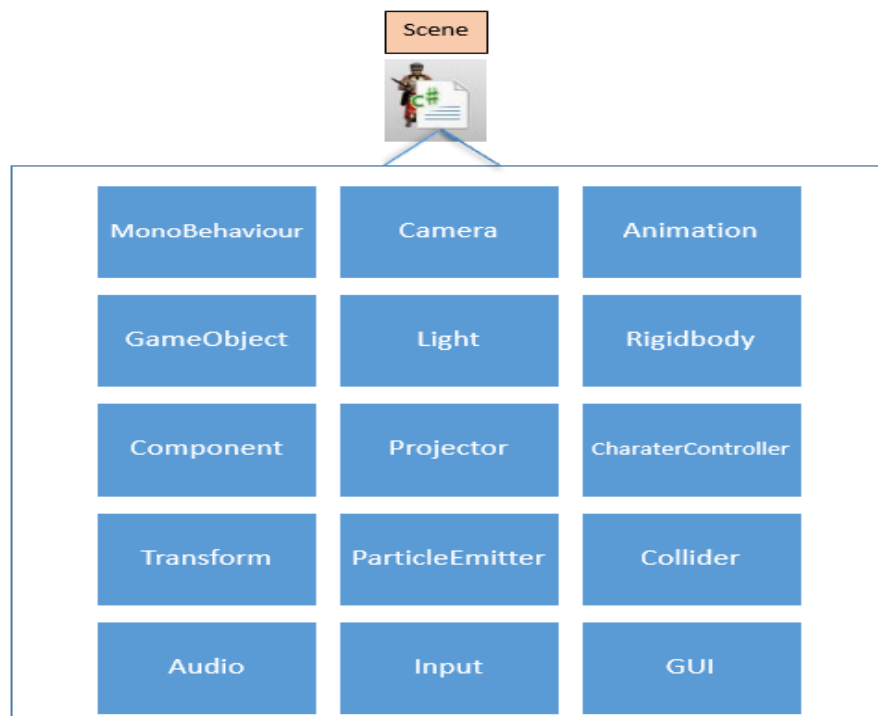 Scene
C#
MonoBehaviour
Camera
Animation
GameObject
Light
Rigidbody
Component
Projector
CharaterController
Transform
ParticleEmitter
Collider
Audio
Input
GUI